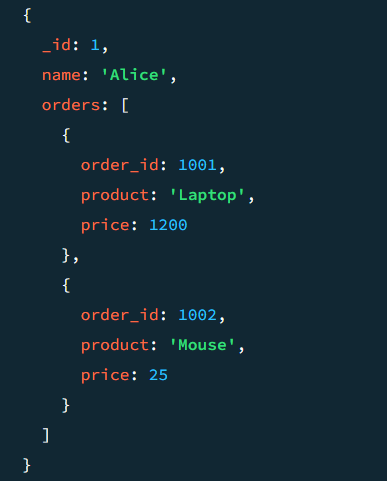 {
  _id: 1,
  name: 'Alice',
  orders: [
    {
      order_id: 1001,
      product: 'Laptop',
      price: 1200
    },
    {
      order_id: 1002,
      product: 'Mouse',
      price: 25
    }
  ]
}